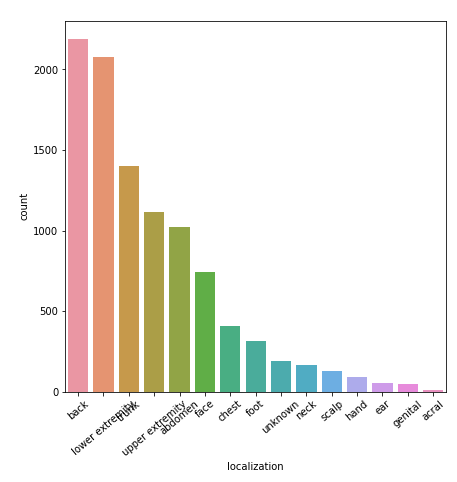 2000
1500
1000
500
0
count
back
lower extremity
trunk
upper extremity
abdomen
face
chest
foot
unknown
neck
scalp
hand
ear
genital
acral
localization